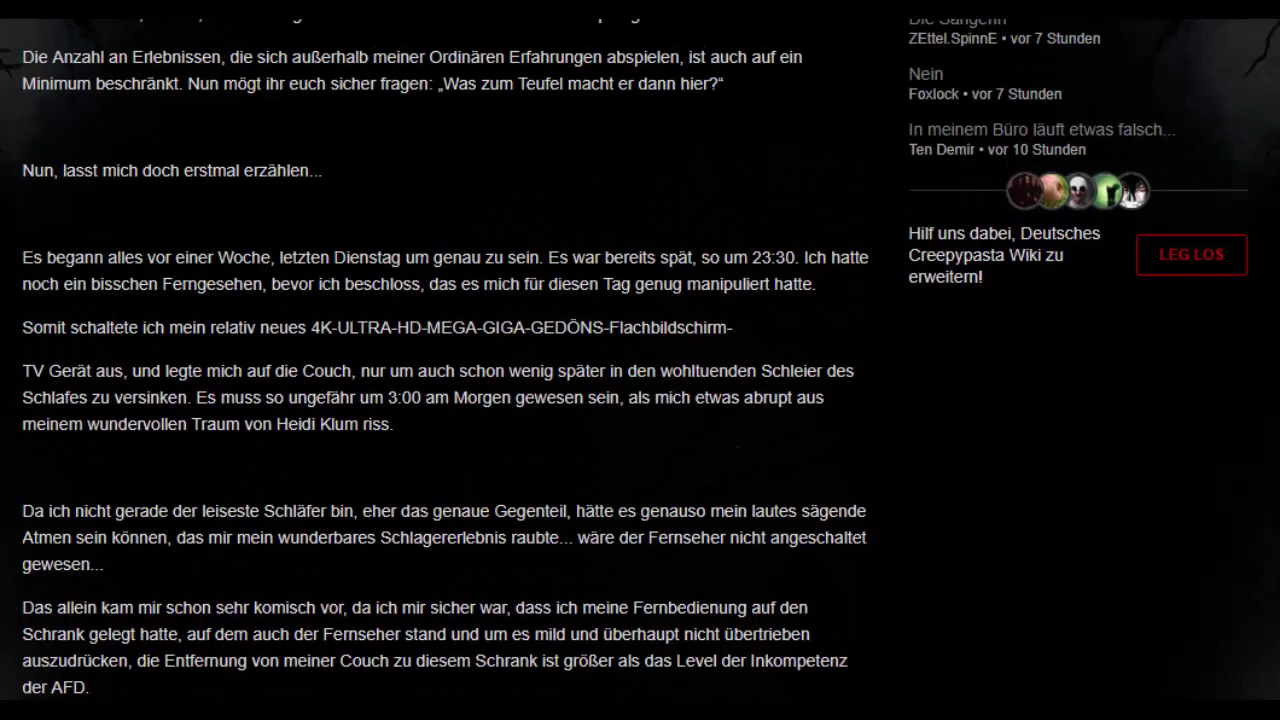 Die Anzahl an Erlebnissen, die sich außerhalb meiner Ordinären Erfahrungen abspielen, ist auch auf ein
Minimum beschränkt. Nun mögt ihr euch sicher fragen: „Was zum Teufel macht er dann hier?“
Nun, lasst mich doch erstmal erzählen...
Es begann alles vor einer Woche, letzten Dienstag um genau zu sein. Es war bereits spät, so um 23:30. Ich hatte
noch ein bisschen Ferngesehen, bevor ich beschloss, das es mich für diesen Tag genug manipuliert hatte.
Somit schaltete ich mein relativ neues 4K-ULTRA-HD-MEGA-GIGA-GEDÖNS-Flachbildschirm-
TV Gerät aus, und legte mich auf die Couch, nur um auch schon wenig später in den wohltuenden Schleier des
Schlafes zu versinken. Es muss so ungefähr um 3:00 am Morgen gewesen sein, als mich etwas abrupt aus
meinem wundervollen Traum von Heidi Klum riss.
Da ich nicht gerade der leiseste Schläfer bin, eher das genaue Gegenteil, hätte es genauso mein lautes sägende
Atmen sein können, das mir mein wunderbares Schlagererlebnis raubte... wäre der Fernseher nicht angeschaltet
gewesen...
Das allein kam mir schon sehr komisch vor, da ich mir sicher war, dass ich meine Fernbedienung auf den
Schrank gelegt hatte, auf dem auch der Fernseher stand und um es mild und überhaupt nicht übertrieben
auszudrücken, die Entfernung von meiner Couch zu diesem Schrank ist größer als das Level der Inkompetenz
der AFD.
Die Sängerin
ZEttel.SpinnE • vor 7 Stunden
Nein
Foxlock • vor 7 Stunden
In meinem Büro läuft etwas falsch...
Ten Demir • vor 10 Stunden
Hilf uns dabei, Deutsches
Creepypasta Wiki zu
erweitern!
LEG LOS